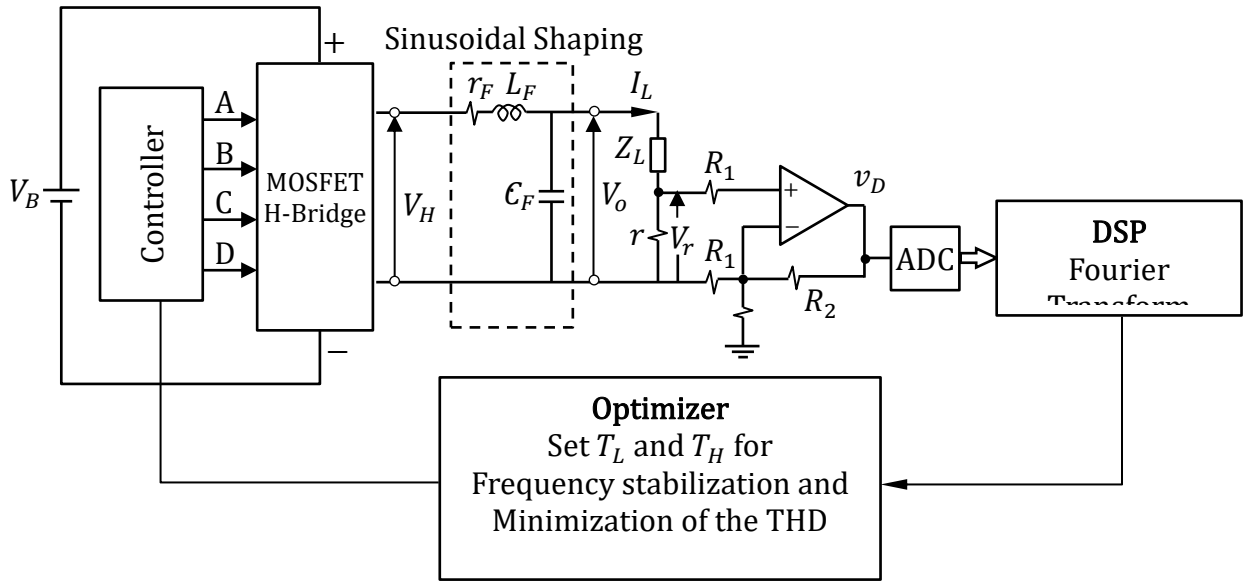 Sinusoidal Shaping
+
r_F L_F
I_L
A
B
C
D
Controller
MOSFET
H-Bridge
V_B
V_H
C_F
V_o
Z_L
r
V_r
R_1
R_1
+
−
v_D
R_2
ADC
DSP
Fourier
Transform
−
Optimizer
Set T_L and T_H for
Frequency stabilization and
Minimization of the THD